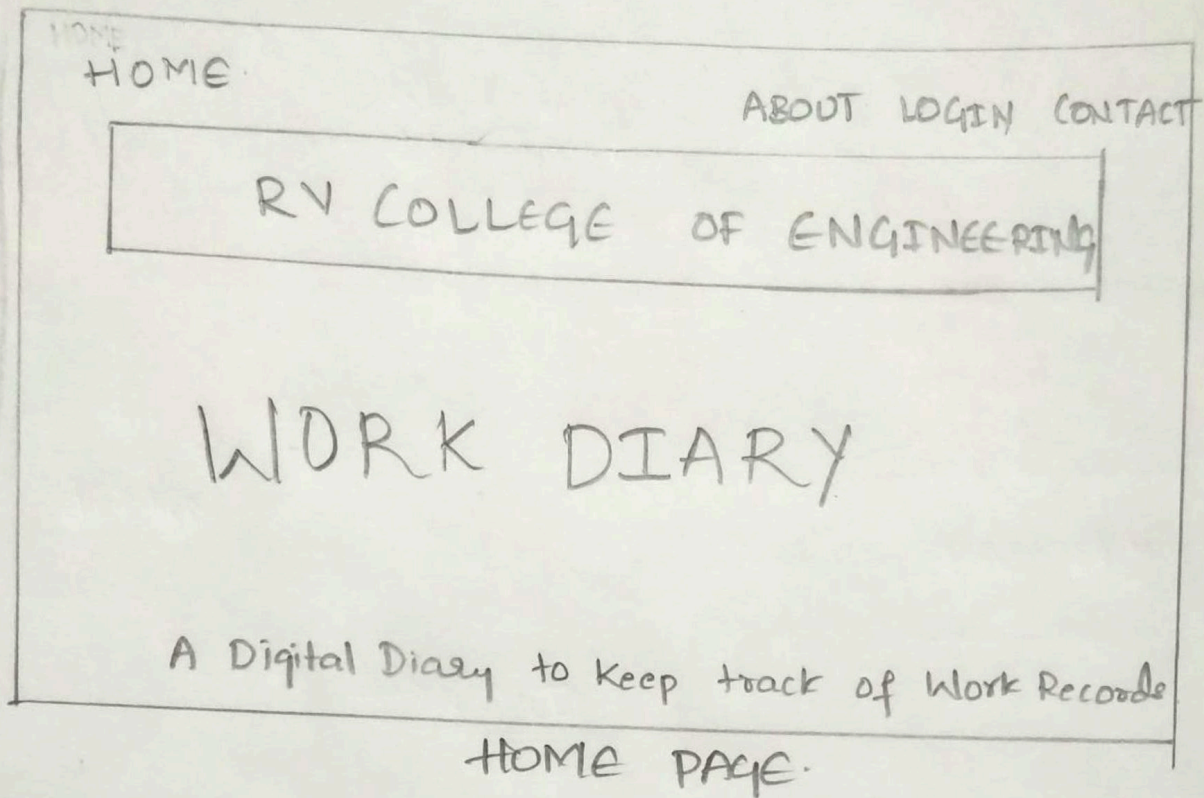 HOME
HOME.
ABOUT LOGIN CONTACT
RV COLLEGE OF ENGINEERING
WORK DIARY
A Digital Diary to Keep track of Work Records
HOME PAGE.